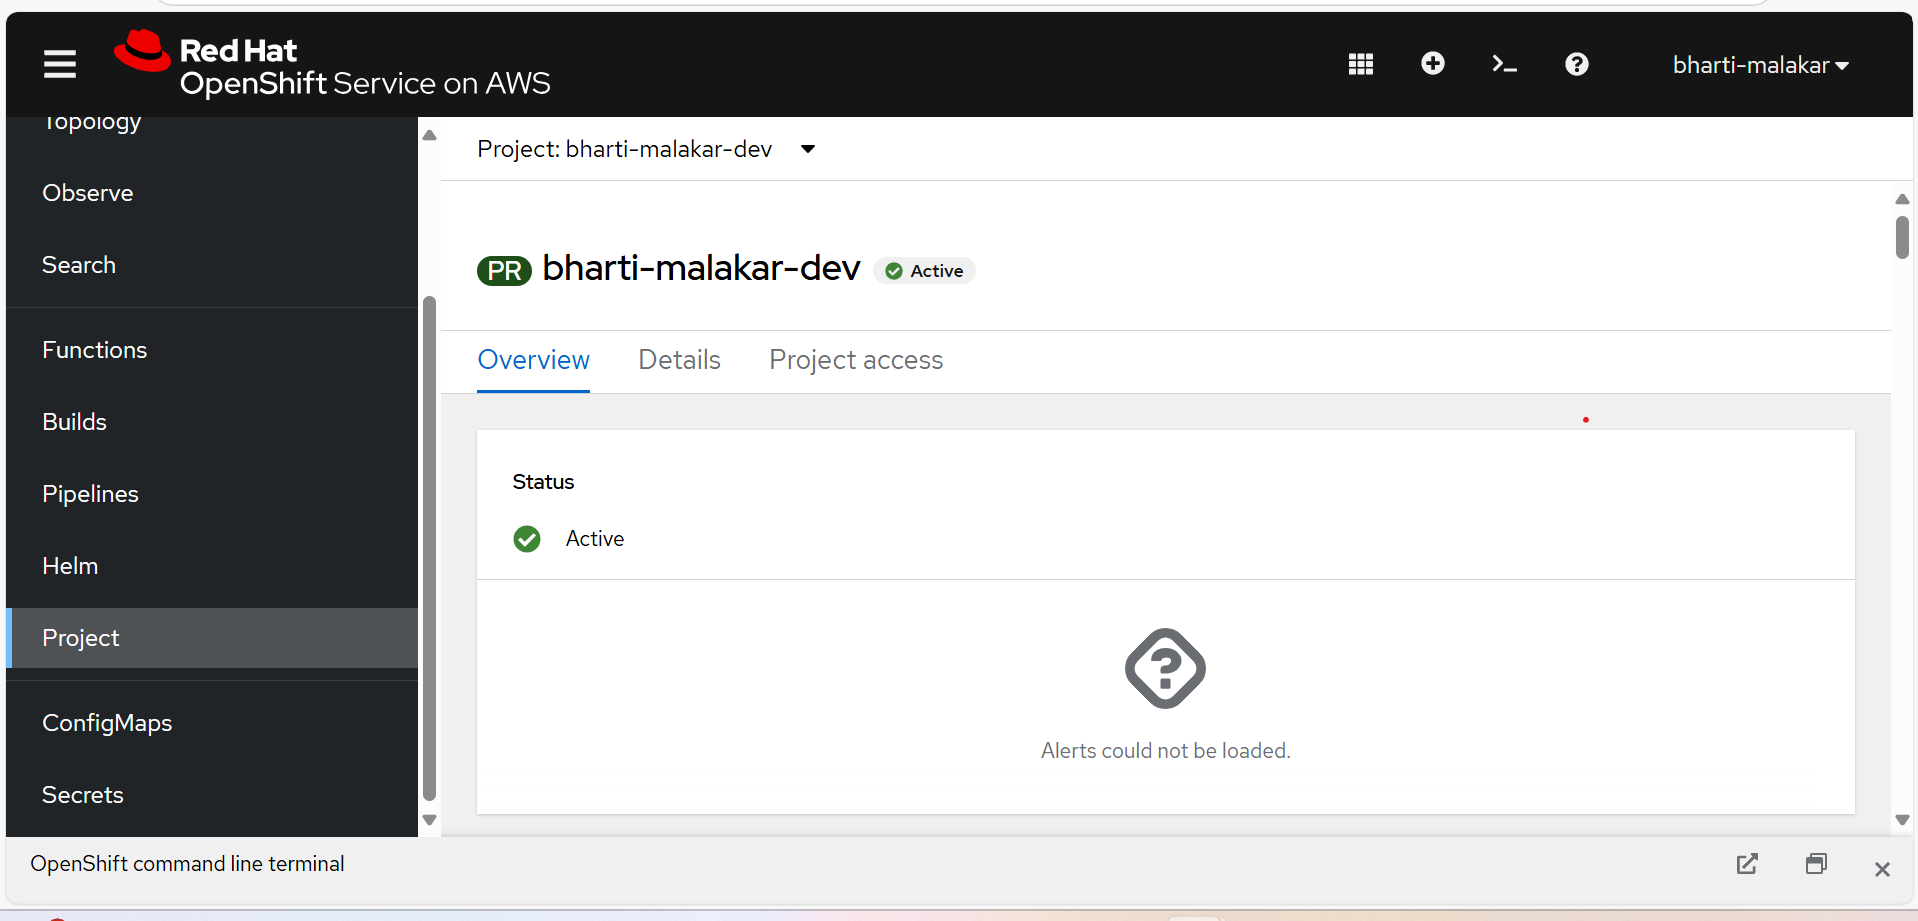 Red Hat
OpenShift Service on AWS
bharti-malakar
Topology
Observe
Search
Functions
Builds
Pipelines
Helm
Project
ConfigMaps
Secrets
Project: bharti-malakar-dev
PR bharti-malakar-dev Active
Overview Details Project access
Status
Active
Alerts could not be loaded.
OpenShift command line terminal